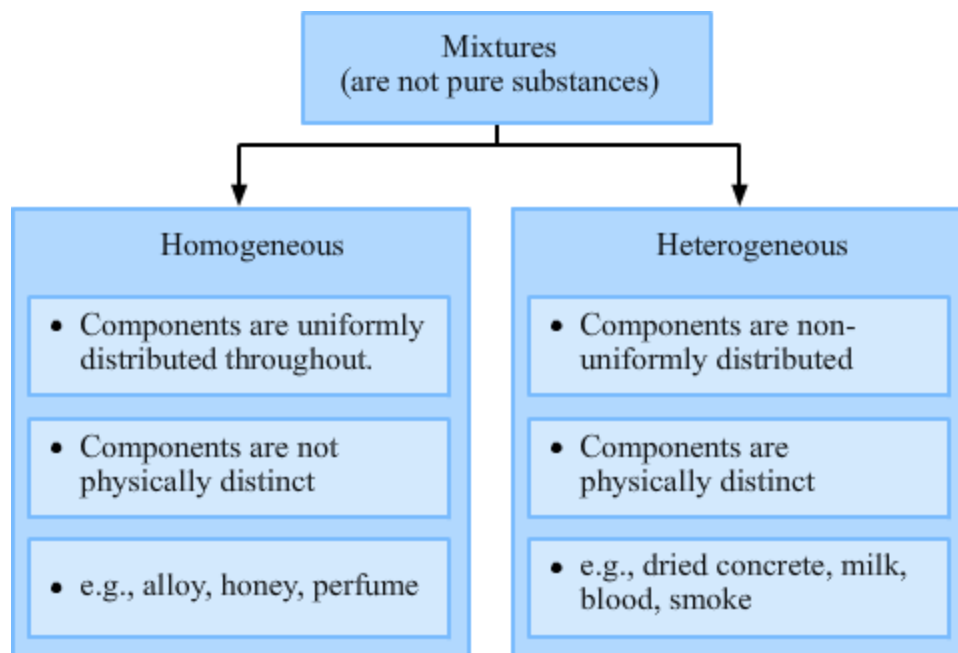 Mixtures
(are not pure substances)
Homogeneous
• Components are uniformly
distributed throughout.
• Components are not
physically distinct
• e.g., alloy, honey, perfume
Heterogeneous
• Components are non-
uniformly distributed
• Components are
physically distinct
• e.g., dried concrete, milk,
blood, smoke